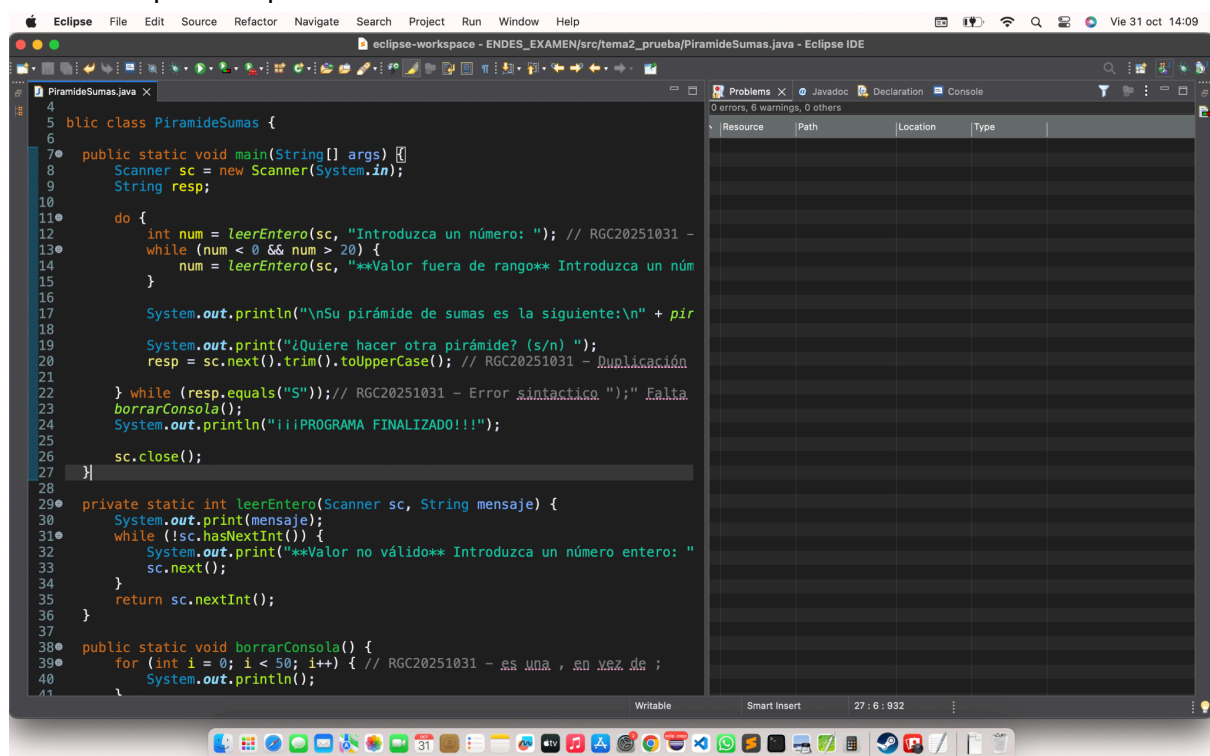 Eclipse File Edit Source Refactor Navigate Search Project Run Window Help Vie 31 oct 14:09
eclipse-workspace - ENDES_EXAMEN/src/tema2_prueba/PiramideSumas.java - Eclipse IDE
PiramideSumas.java
Problems Javadoc Declaration Console
0 errors, 6 warnings, 0 others
Resource Path Location Type
4
5 blic class PiramideSumas {
6
7 public static void main(String[] args) {
8 Scanner sc = new Scanner(System.in);
9 String resp;
10
11 do {
12 int num = leerEntero(sc, "Introduzca un número: "); // RGC20251031 –
13 while (num < 0 && num > 20) {
14 num = leerEntero(sc, "**Valor fuera de rango** Introduzca un núm
15 }
16
17 System.out.println("\nSu pirámide de sumas es la siguiente:\n" + pir
18
19 System.out.print("¿Quiere hacer otra pirámide? (s/n) ");
20 resp = sc.next().trim().toUpperCase(); // RGC20251031 – Duplicación
21
22 } while (resp.equals("S"));// RGC20251031 – Error sintactico ");" Falta
23 borrarConsola();
24 System.out.println("¡¡¡PROGRAMA FINALIZADO!!!");
25
26 sc.close();
27 }
28
29 private static int leerEntero(Scanner sc, String mensaje) {
30 System.out.print(mensaje);
31 while (!sc.hasNextInt()) {
32 System.out.print("**Valor no válido** Introduzca un número entero: "
33 sc.next();
34 }
35 return sc.nextInt();
36 }
37
38 public static void borrarConsola() {
39 for (int i = 0; i < 50; i++) { // RGC20251031 – es una , en vez de ;
40 System.out.println();
41 }
Writable Smart Insert 27 : 6 : 932
OCT
31
tv